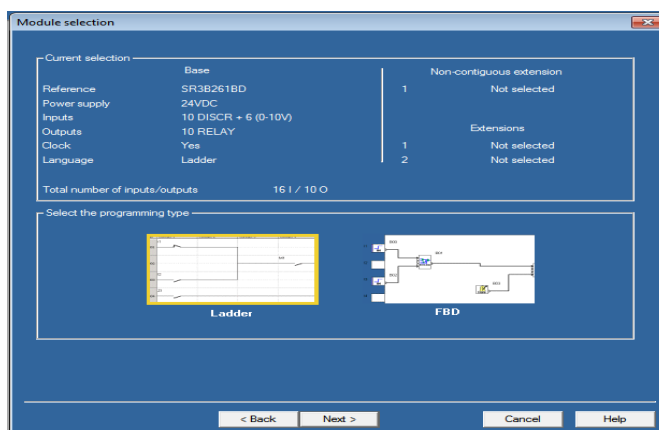 Module selection
Current selection
Base
Non-contiguous extension
Reference SR3B261BD 1 Not selected
Power supply 24VDC
Inputs 10 DISCR + 6 (0-10V)
Outputs 10 RELAY Extensions
Clock Yes 1 Not selected
Language Ladder 2 Not selected
Total number of inputs/outputs 16 I / 10 O
Select the programming type
Ladder FBD
< Back Next > Cancel Help